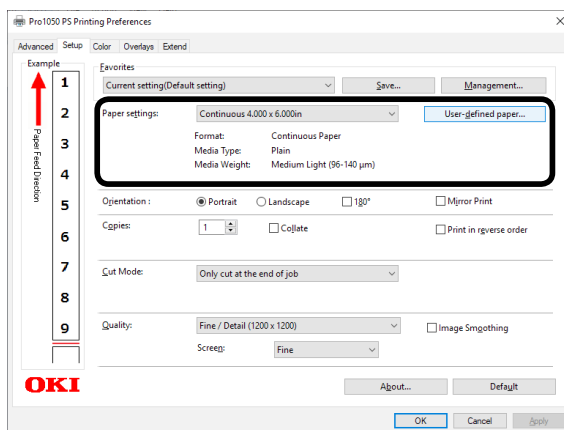 Pro1050 PS Printing Preferences
Advanced Setup Color Overlays Extend
Example
1
2
3
4
5
6
7
8
9
Paper Feed Direction
OKI
Favorites
Current setting(Default setting) Save... Management...
Paper settings: Continuous 4.000 x 6.000in User-defined paper...
Format: Continuous Paper
Media Type: Plain
Media Weight: Medium Light (96-140 µm)
Orientation : Portrait Landscape 180° Mirror Print
Copies: 1 Collate Print in reverse order
Cut Mode: Only cut at the end of job
Quality: Fine / Detail (1200 x 1200) Image Smoothing
Screen: Fine
About... Default
OK Cancel Apply